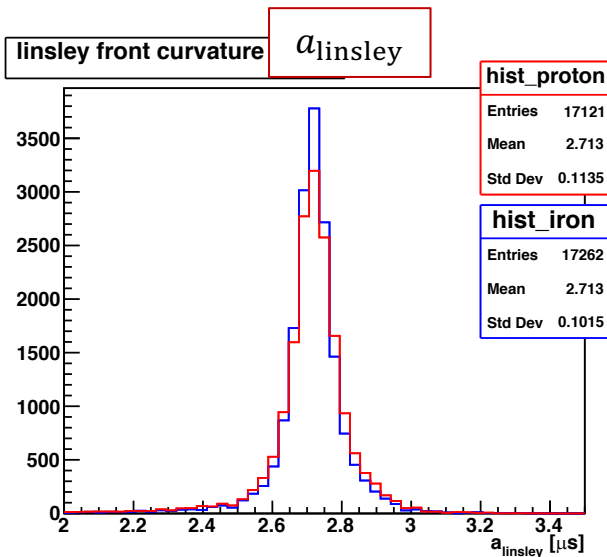 linsley front curvature
a_linsley
hist_proton
Entries 17121
Mean 2.713
Std Dev 0.1135
hist_iron
Entries 17262
Mean 2.713
Std Dev 0.1015
3500
3000
2500
2000
1500
1000
500
0
2 2.2 2.4 2.6 2.8 3 3.2 3.4
a_linsley [μs]